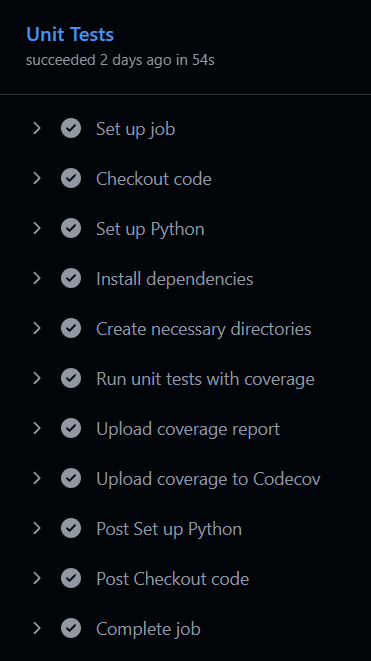 Unit Tests
succeeded 2 days ago in 54s
Set up job
Checkout code
Set up Python
Install dependencies
Create necessary directories
Run unit tests with coverage
Upload coverage report
Upload coverage to Codecov
Post Set up Python
Post Checkout code
Complete job